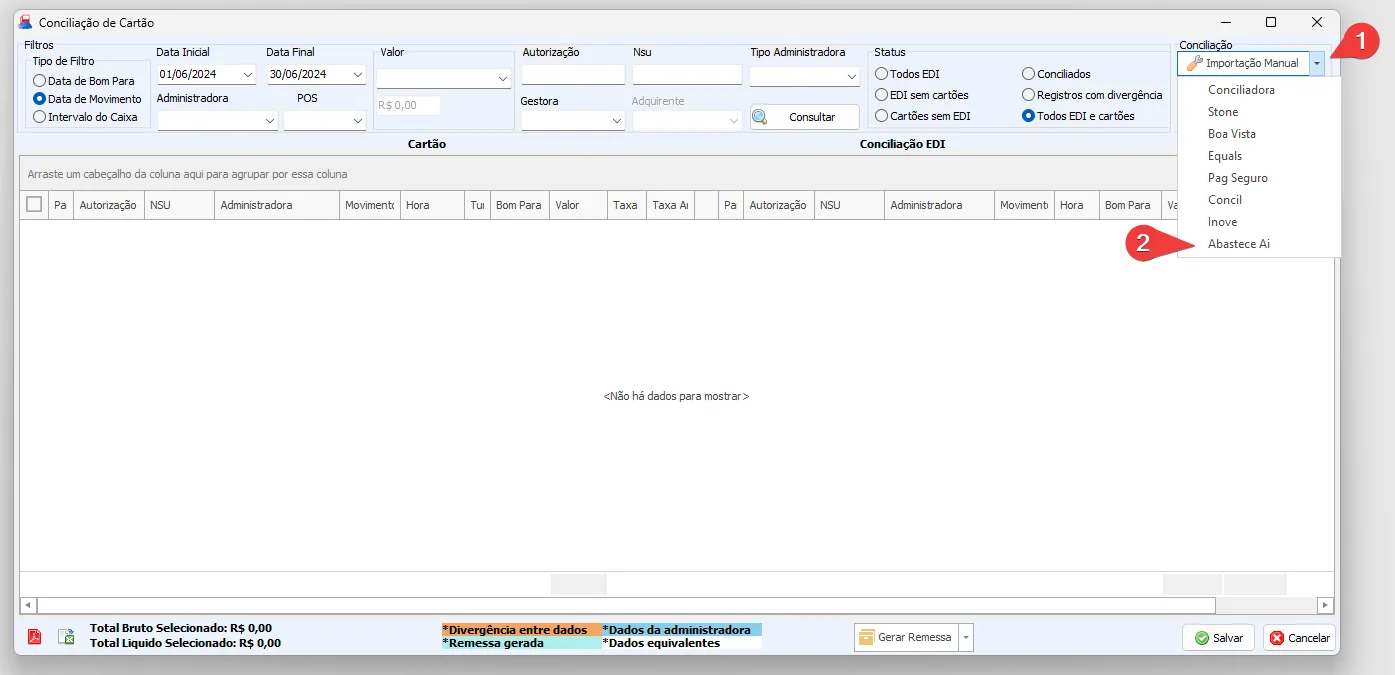 Conciliação de Cartão
Filtros
Tipo de Filtro
Data de Bom Para
Data de Movimento
Intervalo do Caixa
Data Inicial
01/06/2024
Data Final
30/06/2024
Administradora
POS
Valor
R$ 0,00
Autorização
Nsu
Gestora
Adquirente
Tipo Administradora
Consultar
Status
Todos EDI
EDI sem cartões
Cartões sem EDI
Conciliados
Registros com divergência
Todos EDI e cartões
Conciliação
Importação Manual
1
Conciliadora
Stone
Boa Vista
Equals
Pag Seguro
Concil
Inove
Abastece Ai
2
Cartão
Conciliação EDI
Arraste um cabeçalho da coluna aqui para agrupar por essa coluna
Pa Autorização NSU Administradora Movimento Hora Tur Bom Para Valor Taxa Taxa Ar Pa Autorização NSU Administradora Movimento Hora Bom Para Va
<Não há dados para mostrar>
Total Bruto Selecionado: R$ 0,00
Total Liquido Selecionado: R$ 0,00
*Divergência entre dados *Dados da administradora
*Remessa gerada *Dados equivalentes
Gerar Remessa
Salvar
Cancelar